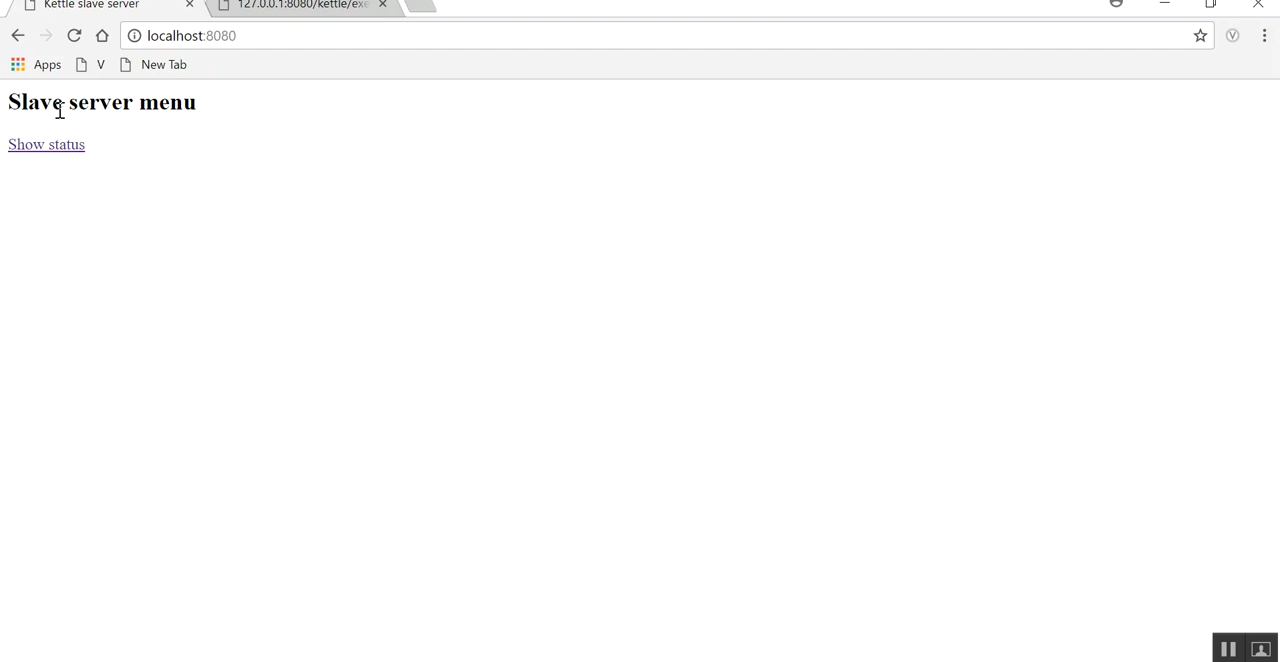 Kettle slave server
127.0.0.1:8080/kettle/exe
localhost:8080
Apps
V
New Tab
V
Slave server menu
Show status